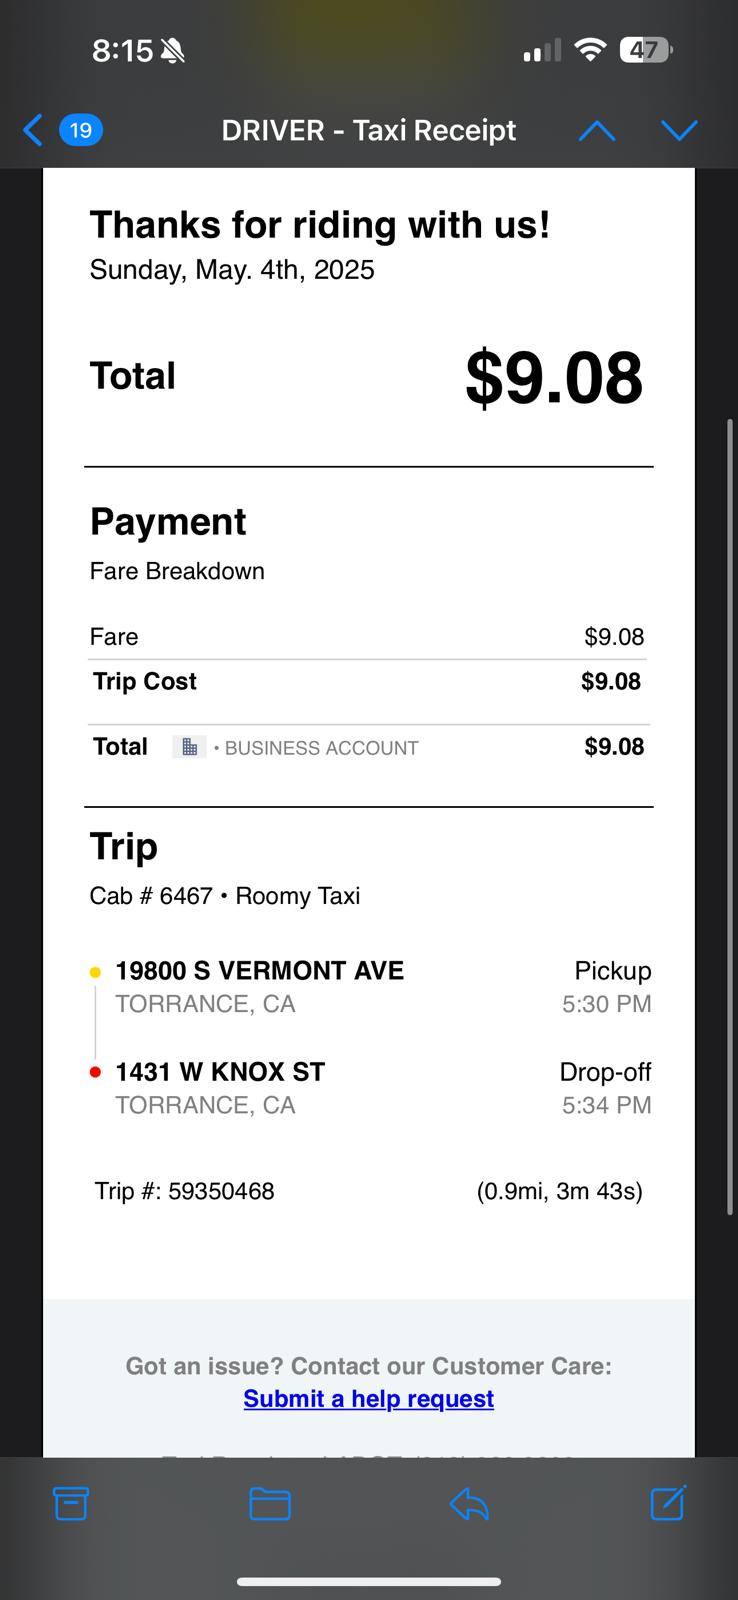 8:15
47
19
DRIVER - Taxi Receipt
Thanks for riding with us!
Sunday, May. 4th, 2025
Total $9.08
Payment
Fare Breakdown
Fare $9.08
Trip Cost $9.08
Total • BUSINESS ACCOUNT $9.08
Trip
Cab # 6467 • Roomy Taxi
19800 S VERMONT AVE Pickup
TORRANCE, CA 5:30 PM
1431 W KNOX ST Drop-off
TORRANCE, CA 5:34 PM
Trip #: 59350468 (0.9mi, 3m 43s)
Got an issue? Contact our Customer Care:
Submit a help request